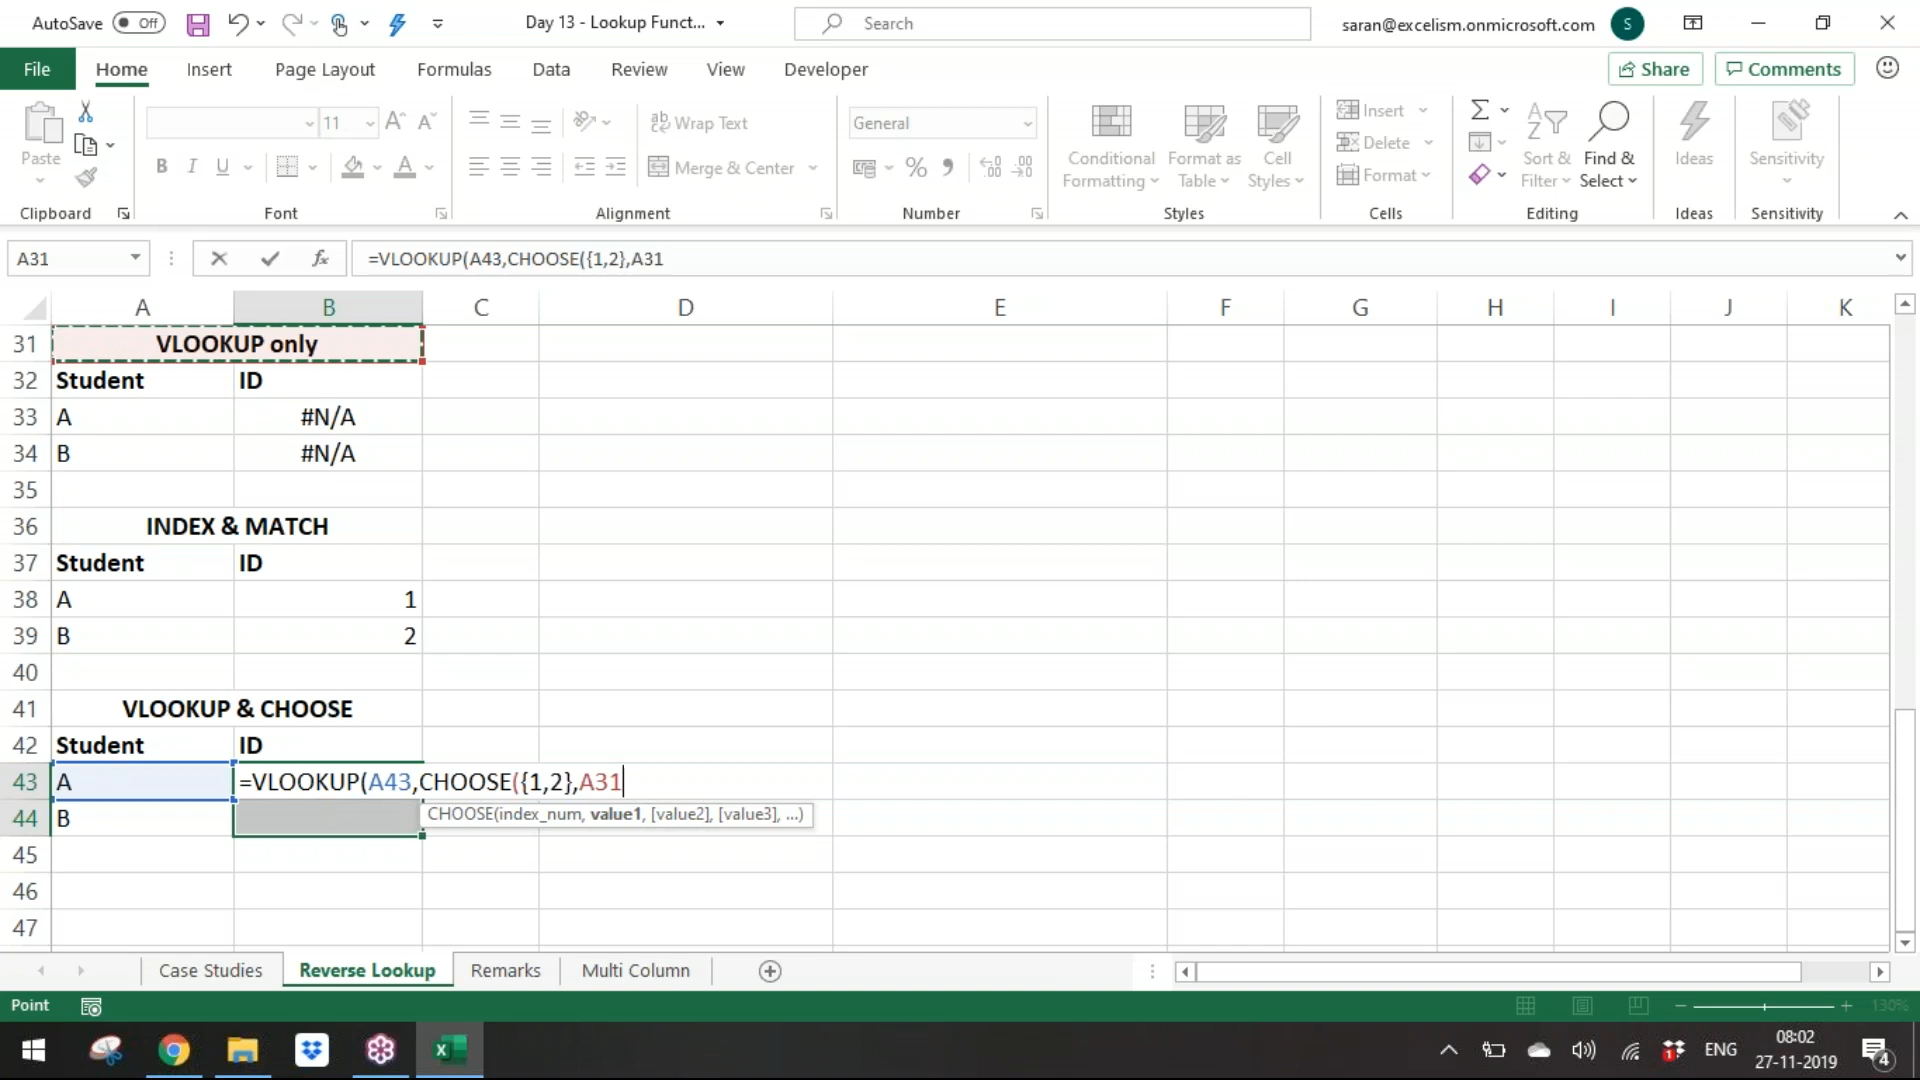 AutoSave Off Day 13 - Lookup Funct... Search saran@excelism.onmicrosoft.com S
File Home Insert Page Layout Formulas Data Review View Developer Share Comments
Paste 11 A A ab Wrap Text General Conditional Formatting Format as Table Cell Styles Insert Delete Format Σ Sort & Filter Find & Select Ideas Sensitivity
B I U A Merge & Center %
Clipboard Font Alignment Number Styles Cells Editing Ideas Sensitivity
A31 fx =VLOOKUP(A43,CHOOSE({1,2},A31
A B C D E F G H I J K
31 VLOOKUP only
32 Student ID
33 A #N/A
34 B #N/A
35
36 INDEX & MATCH
37 Student ID
38 A 1
39 B 2
40
41 VLOOKUP & CHOOSE
42 Student ID
43 A =VLOOKUP(A43,CHOOSE({1,2},A31
44 B CHOOSE(index_num, value1, [value2], [value3], ...)
45
46
47
Case Studies Reverse Lookup Remarks Multi Column
Point 130%
ENG 08:02
27-11-2019
1 4